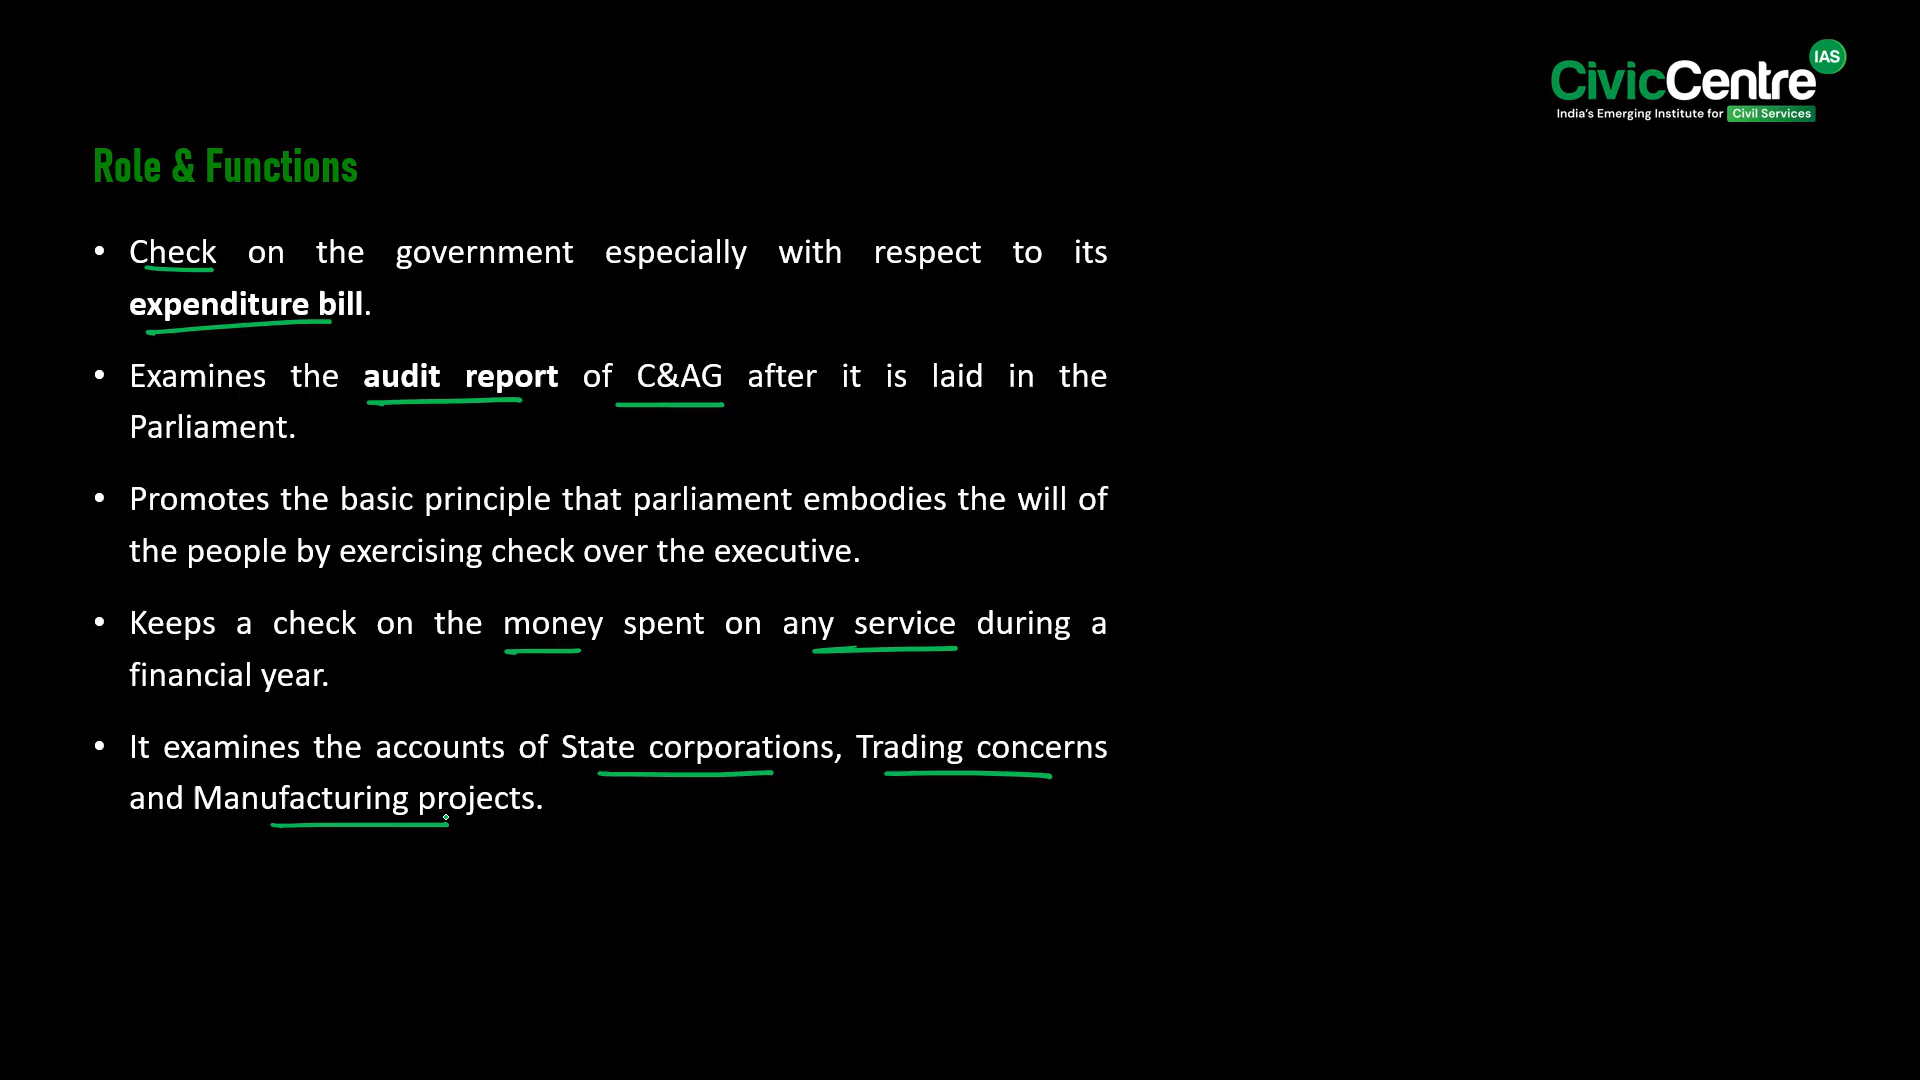 CivicCentre IAS
India's Emerging Institute for Civil Services
Role & Functions
• Check on the government especially with respect to its
expenditure bill.
• Examines the audit report of C&AG after it is laid in the
Parliament.
• Promotes the basic principle that parliament embodies the will of
the people by exercising check over the executive.
• Keeps a check on the money spent on any service during a
financial year.
• It examines the accounts of State corporations, Trading concerns
and Manufacturing projects.